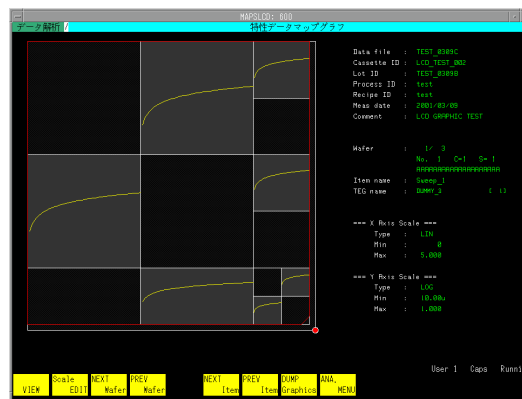 MAPSLCD: 600
データ解析 /
特性データマップグラフ
Data file : TEST_0309C
Cassette ID : LCD_TEST_002
Lot ID : TEST_0309B
Process ID : test
Recipe ID : test
Meas date : 2001/03/09
Comment : LCD GRAPHIC TEST
Wafer : 1/ 3
No. 1 C=1 S= 1
Item name : Sweep_1
TEG name : DUMMY_1 [ ()
=== X Axis Scale ===
Type : LIN
Min : 0
Max : 5.000
=== Y Axis Scale ===
Type : LOG
Min : 10.00u
Max : 1.000
User 1 Caps Runni
VIEW
Scale EDIT
NEXT Wafer
PREV Wafer
NEXT Item
PREV Item
DUMP Graphics
ANA. MENU